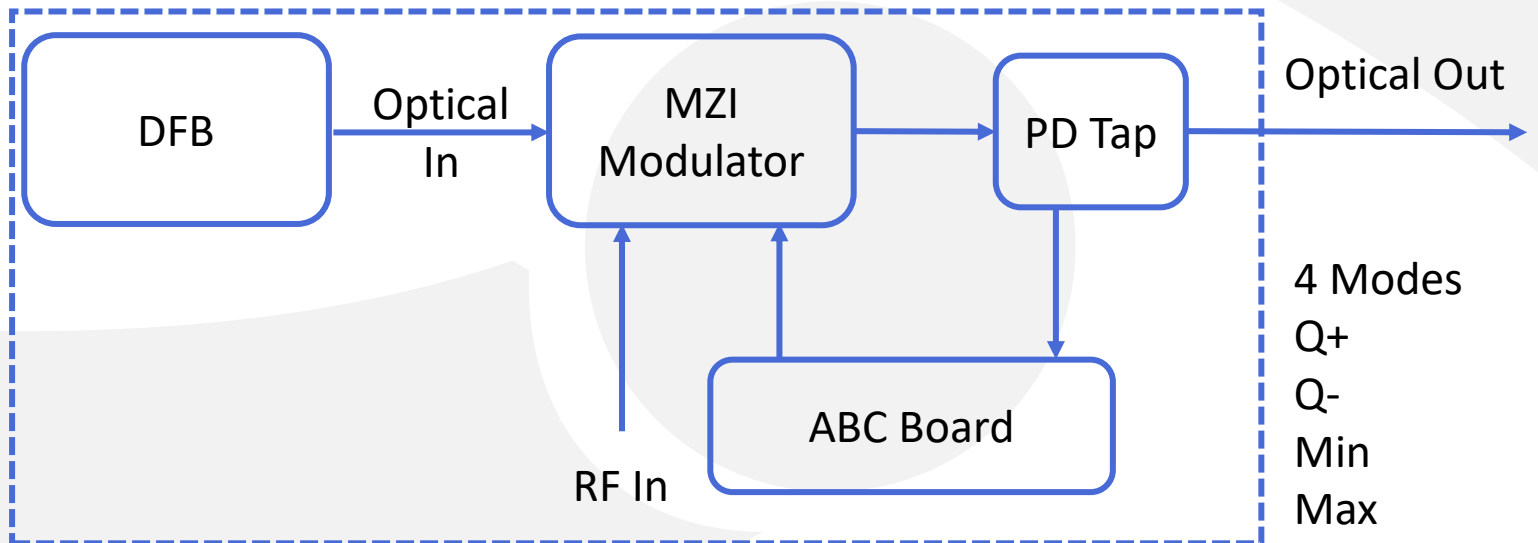 DFB
Optical
In
MZI
Modulator
PD Tap
Optical Out
ABC Board
RF In
4 Modes
Q+
Q-
Min
Max